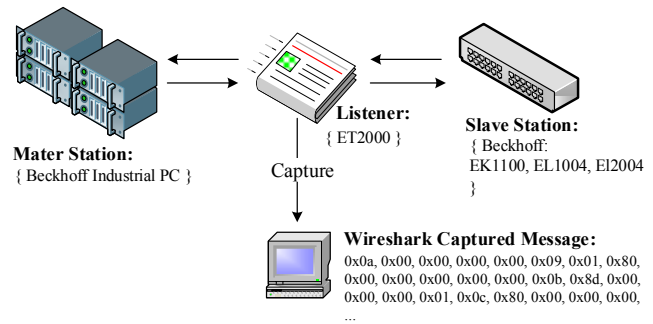 Listener:
{ ET2000 }
Slave Station:
{ Beckhoff:
EK1100, EL1004, El2004
}
Mater Station:
{ Beckhoff Industrial PC }
Capture
Wireshark Captured Message:
0x0a, 0x00, 0x00, 0x00, 0x00, 0x09, 0x01, 0x80,
0x00, 0x00, 0x00, 0x00, 0x00, 0x0b, 0x8d, 0x00,
0x00, 0x00, 0x01, 0x0c, 0x80, 0x00, 0x00, 0x00,
...